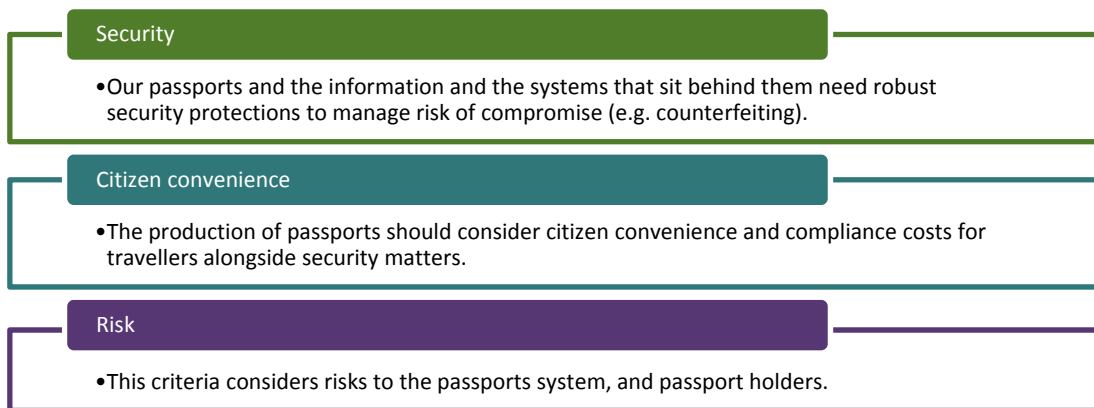 Security
•Our passports and the information and the systems that sit behind them need robust
security protections to manage risk of compromise (e.g. counterfeiting).
Citizen convenience
•The production of passports should consider citizen convenience and compliance costs for
travellers alongside security matters.
Risk
•This criteria considers risks to the passports system, and passport holders.